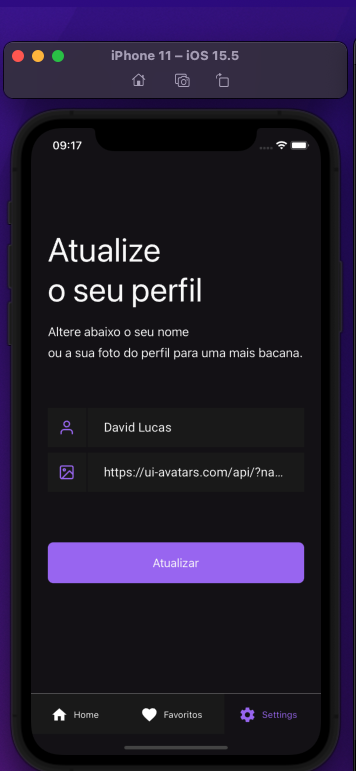 iPhone 11 – iOS 15.5
09:17
Atualize
o seu perfil
Altere abaixo o seu nome
ou a sua foto do perfil para uma mais bacana.
David Lucas
https://ui-avatars.com/api/?na...
Atualizar
Home Favoritos Settings